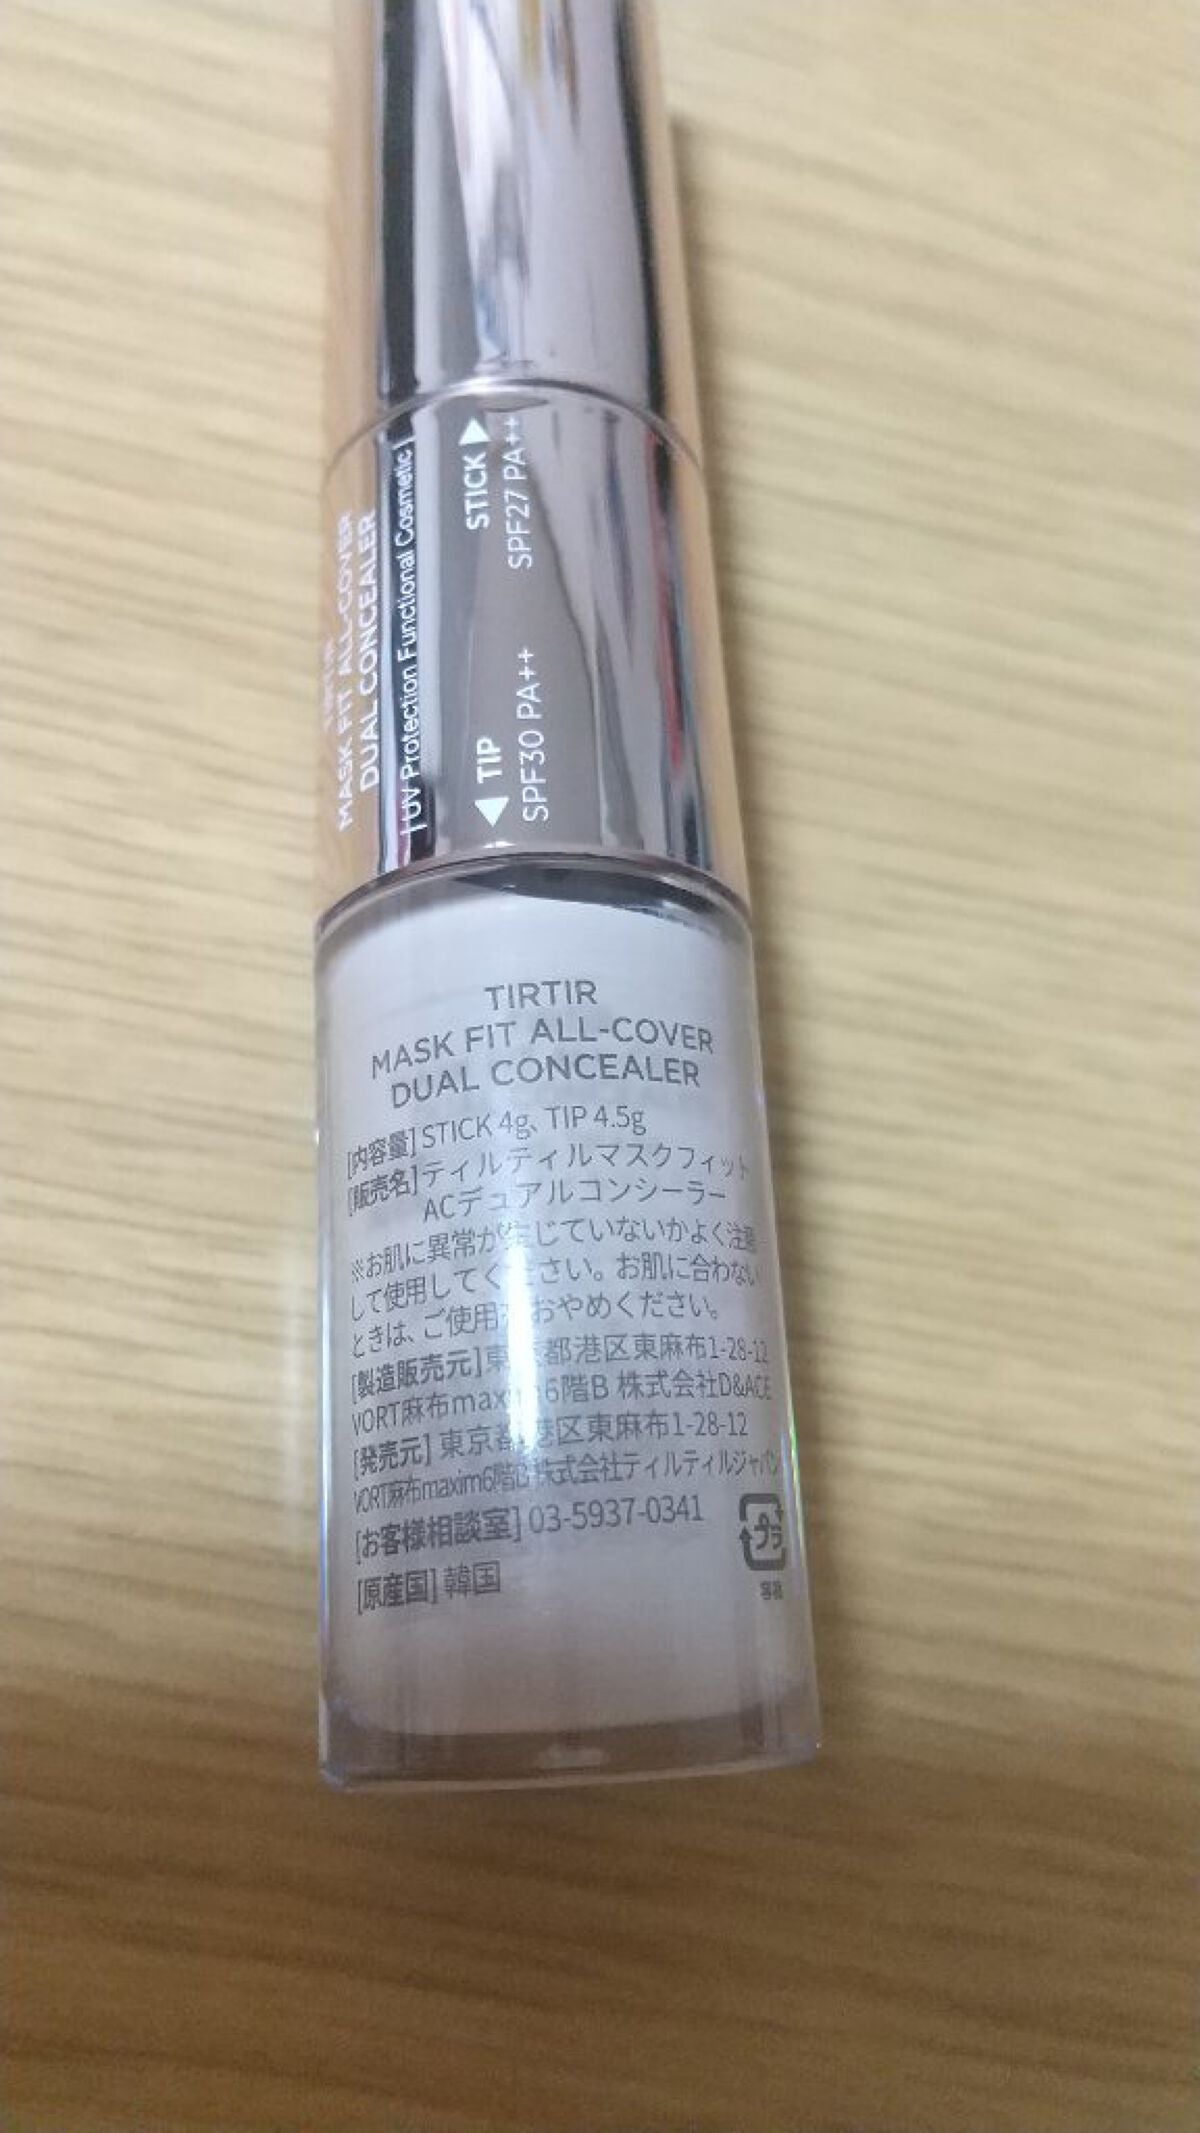 MASK FIT ALL-COVER
DUAL CONCEALER
| UV Protection Functional Cosmetic |
◀ TIP STICK ▶
SPF30 PA++ SPF27 PA++
TIRTIR
MASK FIT ALL-COVER
DUAL CONCEALER
[内容量] STICK 4g、TIP 4.5g
[販売名] ティルティルマスクフィット
ACデュアルコンシーラー
※お肌に異常が生じていないかよく注意
して使用してください。お肌に合わない
ときは、ご使用をおやめください。
[製造販売元] 東京都港区東麻布1-28-12
VORT麻布maxim6階B 株式会社D&ACE
[発売元] 東京都港区東麻布1-28-12
VORT麻布maxim6階B 株式会社ティルティルジャパン
[お客様相談室] 03-5937-0341
[原産国] 韓国
プラ
容器